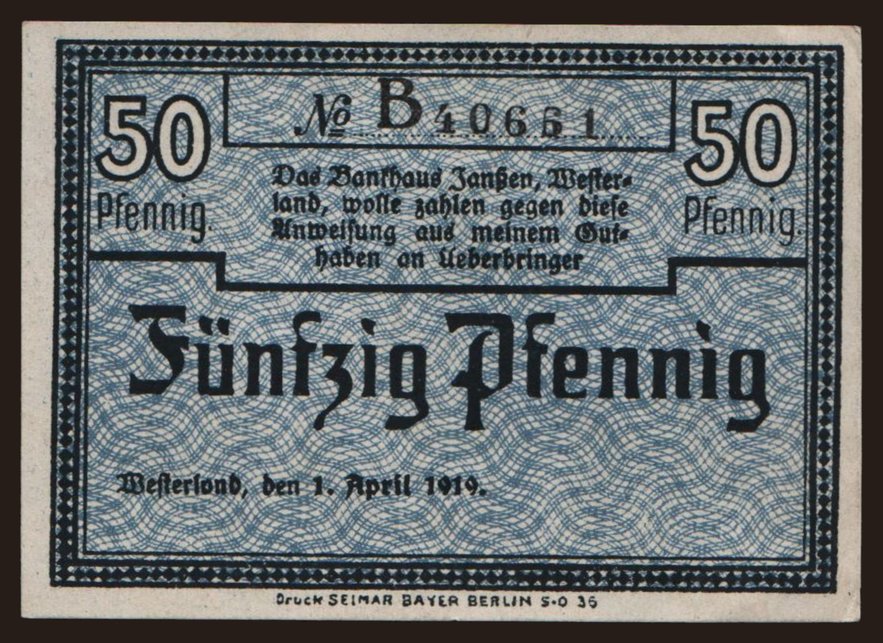 № B 40661
50
Pfennig.
50
Pfennig.
Das Bankhaus Janßen, Wester-
land, wolle zahlen gegen diese
Anweisung aus meinem Gut-
haben an Ueberbringer
Fünfzig Pfennig
Westerland, den 1. April 1919.
Druck SELMAR BAYER BERLIN S·O 36